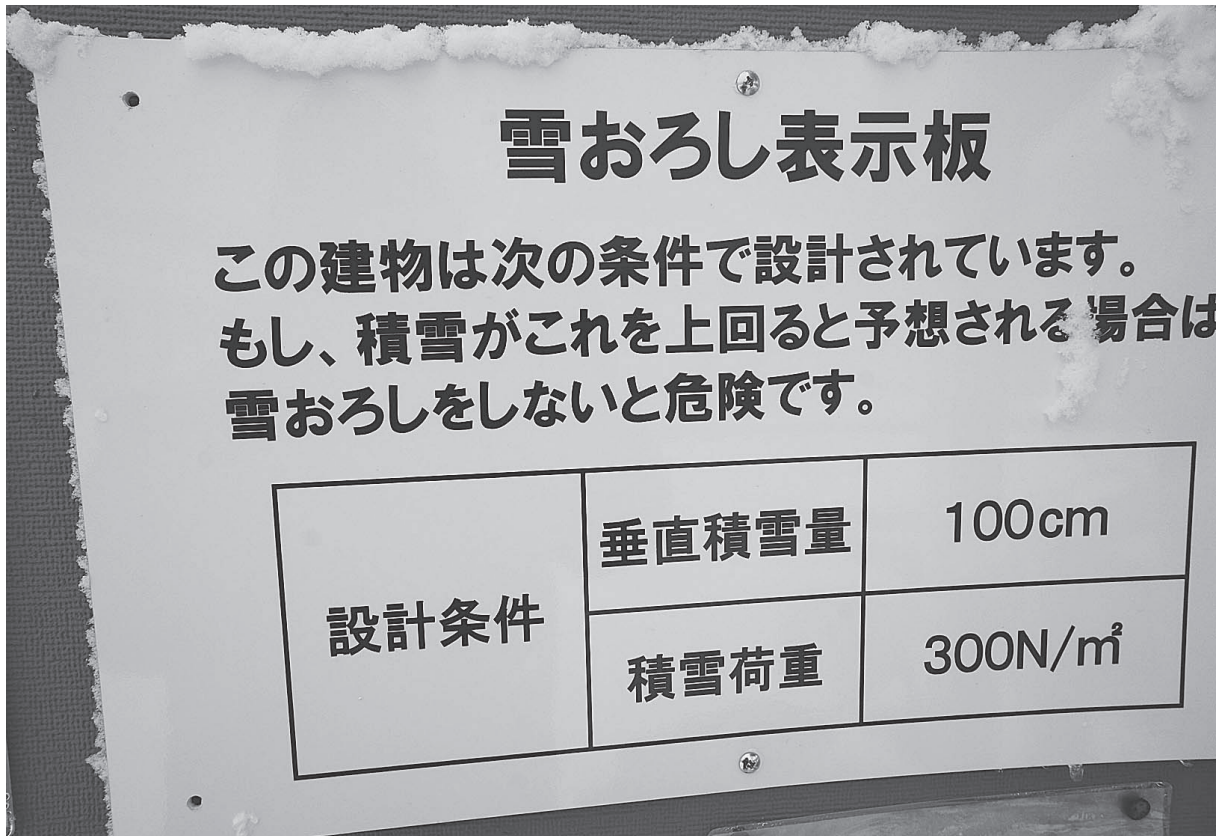 雪おろし表示板
この建物は次の条件で設計されています。
もし、積雪がこれを上回ると予想される場合は
雪おろしをしないと危険です。
設計条件
垂直積雪量 100cm
積雪荷重 300N/㎡